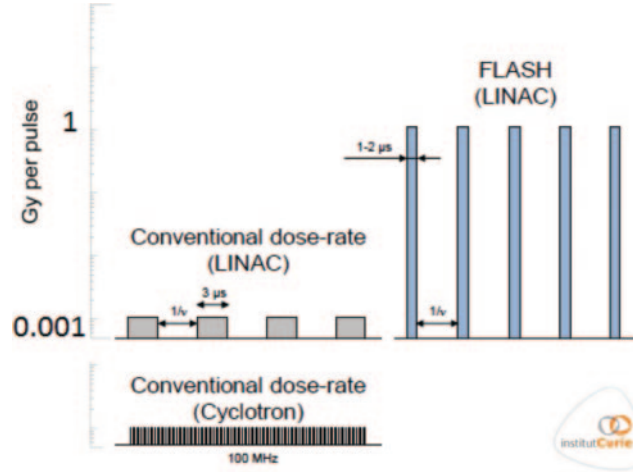 FLASH
(LINAC)
Gy per pulse
1
1-2 µs
Conventional dose-rate
(LINAC)
3 µs
1/ν
1/ν
0.001
Conventional dose-rate
(Cyclotron)
100 MHz
institutCurie